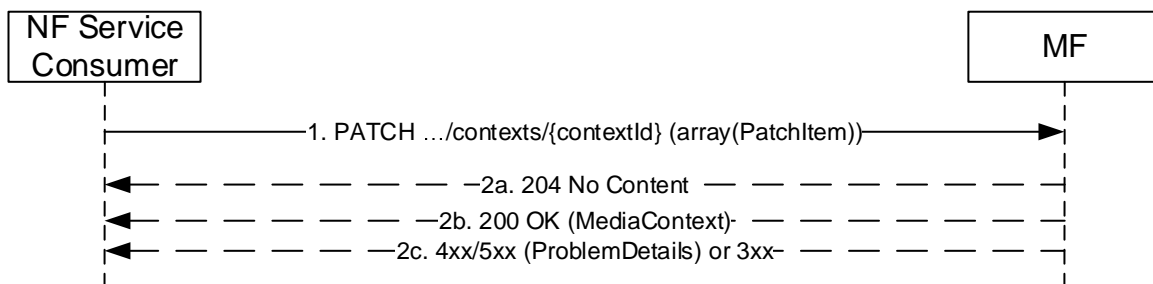 NF Service
Consumer
MF
1. PATCH …/contexts/{contextId} (array(PatchItem))
2a. 204 No Content
2b. 200 OK (MediaContext)
2c. 4xx/5xx (ProblemDetails) or 3xx